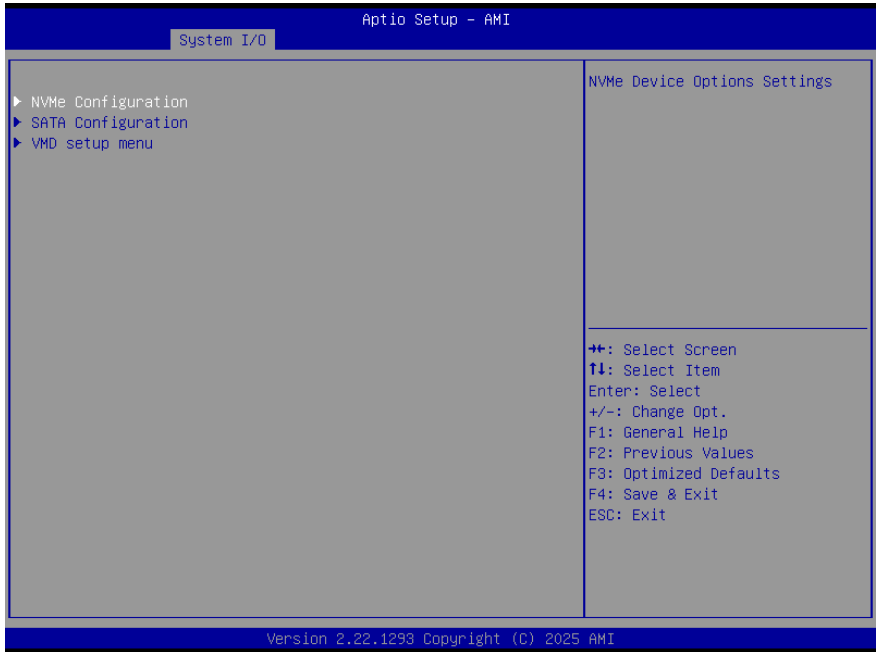 Aptio Setup – AMI
System I/O
NVMe Configuration
SATA Configuration
VMD setup menu
NVMe Device Options Settings
→←: Select Screen
↑↓: Select Item
Enter: Select
+/-: Change Opt.
F1: General Help
F2: Previous Values
F3: Optimized Defaults
F4: Save & Exit
ESC: Exit
Version 2.22.1293 Copyright (C) 2025 AMI